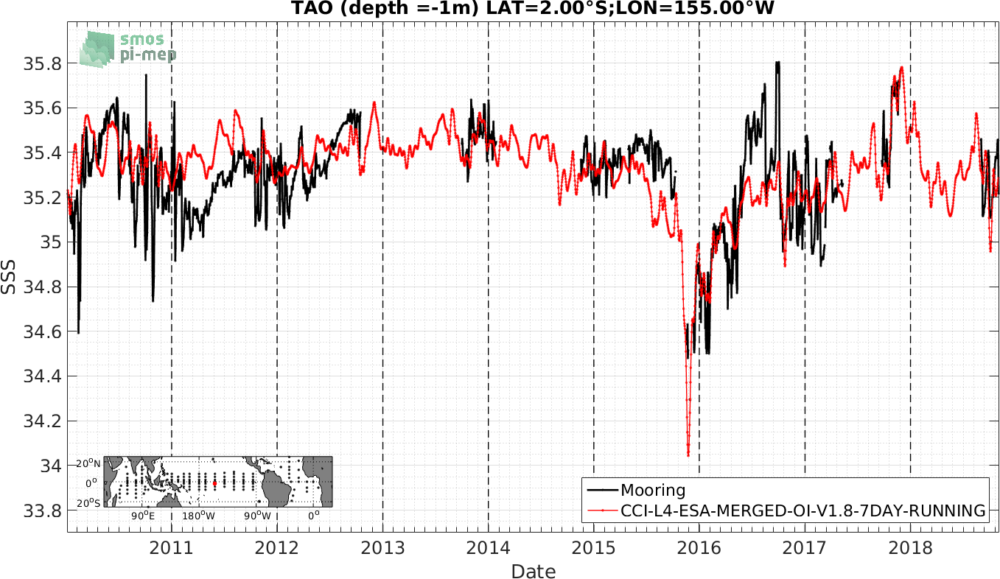 TAO (depth =-1m) LAT=2.00°S;LON=155.00°W
smos
pi-mep
35.8
35.6
35.4
35.2
35
34.8
34.6
34.4
34.2
34
33.8
SSS
20°N
0°
20°S
90°E 180°W 90°W 0°
Mooring
CCI-L4-ESA-MERGED-OI-V1.8-7DAY-RUNNING
2011 2012 2013 2014 2015 2016 2017 2018
Date